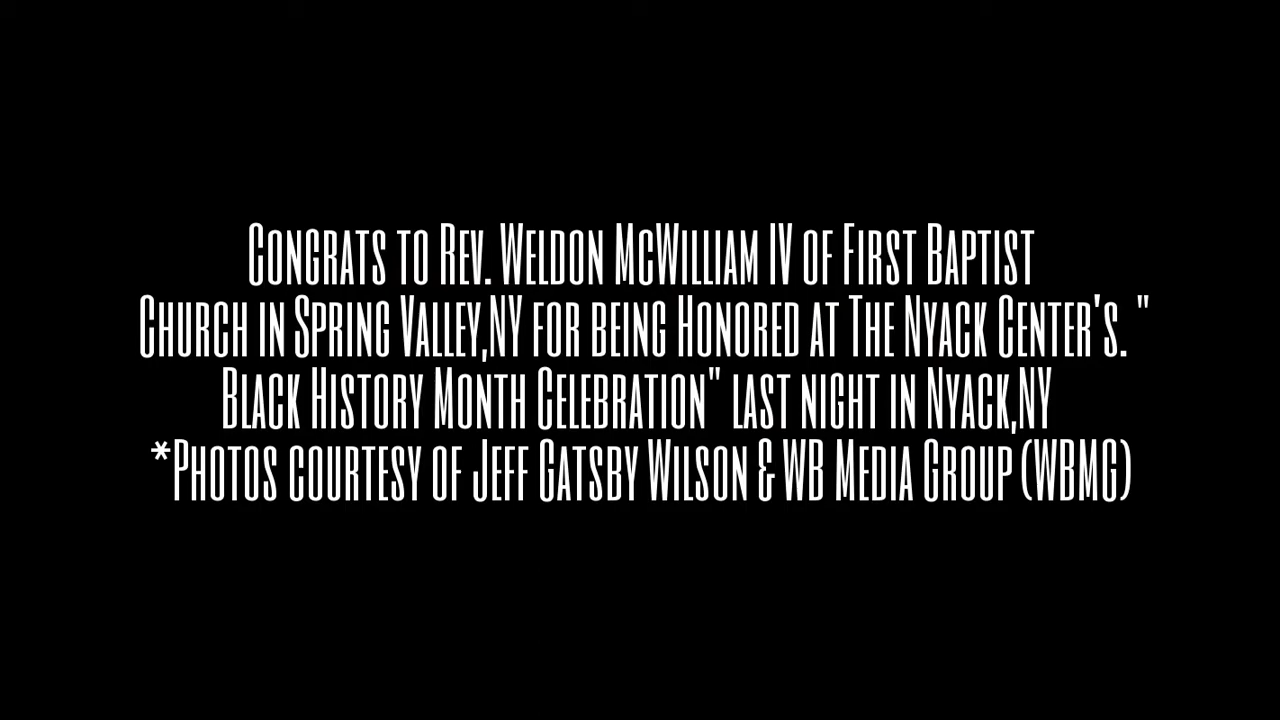 Congrats to Rev. Weldon McWilliam IV of First Baptist
Church in Spring Valley,NY for being Honored at The Nyack Center's. "
Black History Month Celebration" last night in Nyack,NY
*Photos courtesy of Jeff Gatsby Wilson & WB Media Group (WBMG)